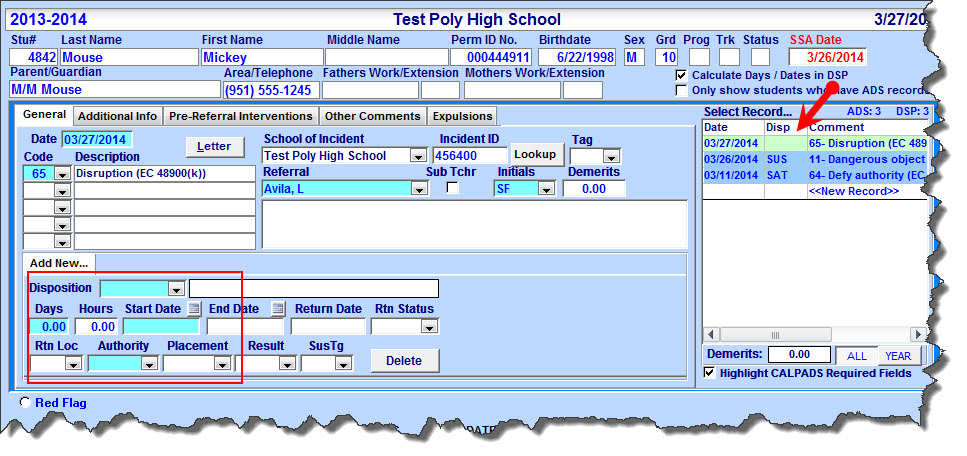 2013-2014 Test Poly High School 3/27/20
Stu# Last Name First Name Middle Name Perm ID No. Birthdate Sex Grd Prog Trk Status SSA Date
4842 Mouse Mickey 000444911 6/22/1998 M 10 3/26/2014
Parent/Guardian Area/Telephone Fathers Work/Extension Mothers Work/Extension
M/M Mouse (951) 555-1245
Calculate Days / Dates in DSP
Only show students who have ADS record
General Additional Info Pre-Referral Interventions Other Comments Expulsions
Select Record... ADS: 3 DSP: 3
Date Disp Comment
03/27/2014 65- Disruption (EC 489
03/26/2014 SUS 11- Dangerous object
03/11/2014 SAT 64- Defy authority (EC
<<New Record>>
Date 03/27/2014 Letter
Code Description
65 Disruption (EC 48900(k))
School of Incident Incident ID Tag
Test Poly High School 456400 Lookup
Referral Sub Tchr Initials Demerits
Avila, L SF 0.00
Add New...
Disposition
Days Hours Start Date End Date Return Date Rtn Status
0.00 0.00
Rtn Loc Authority Placement Result SusTg
Delete
Demerits: 0.00 ALL YEAR
Highlight CALPADS Required Fields
Red Flag